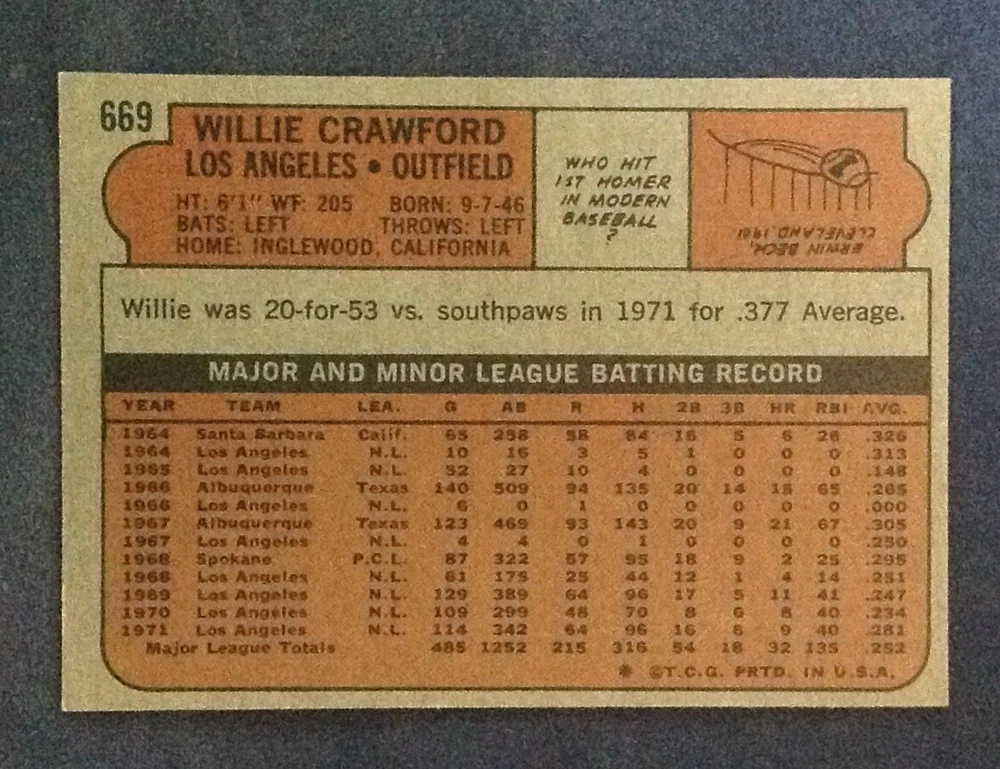 669
WILLIE CRAWFORD
LOS ANGELES • OUTFIELD
HT: 6'1" WT: 205 BORN: 9-7-46
BATS: LEFT THROWS: LEFT
HOME: INGLEWOOD, CALIFORNIA
WHO HIT
1ST HOMER
IN MODERN
BASEBALL
?
ERWIN BECK,
CLEVELAND, 1901
Willie was 20-for-53 vs. southpaws in 1971 for .377 Average.
MAJOR AND MINOR LEAGUE BATTING RECORD
YEAR TEAM LEA. G AB R H 2B 3B HR RBI AVG.
1964 Santa Barbara Calif. 65 258 58 84 16 5 6 26 .326
1964 Los Angeles N.L. 10 16 3 5 1 0 0 0 .313
1965 Los Angeles N.L. 52 27 10 4 0 0 0 0 .148
1966 Albuquerque Texas 140 509 94 135 20 14 15 65 .265
1966 Los Angeles N.L. 6 0 1 0 0 0 0 0 .000
1967 Albuquerque Texas 123 469 93 143 20 9 21 67 .305
1967 Los Angeles N.L. 4 4 0 1 0 0 0 0 .250
1968 Spokane P.C.L. 87 322 57 95 18 9 2 25 .295
1968 Los Angeles N.L. 61 175 25 44 12 1 4 14 .251
1969 Los Angeles N.L. 129 389 64 96 17 5 11 41 .247
1970 Los Angeles N.L. 109 299 48 70 8 6 8 40 .234
1971 Los Angeles N.L. 114 342 64 96 16 6 9 40 .281
Major League Totals 485 1252 215 316 54 18 32 135 .252
* ©T.C.G. PRTD. IN U.S.A.